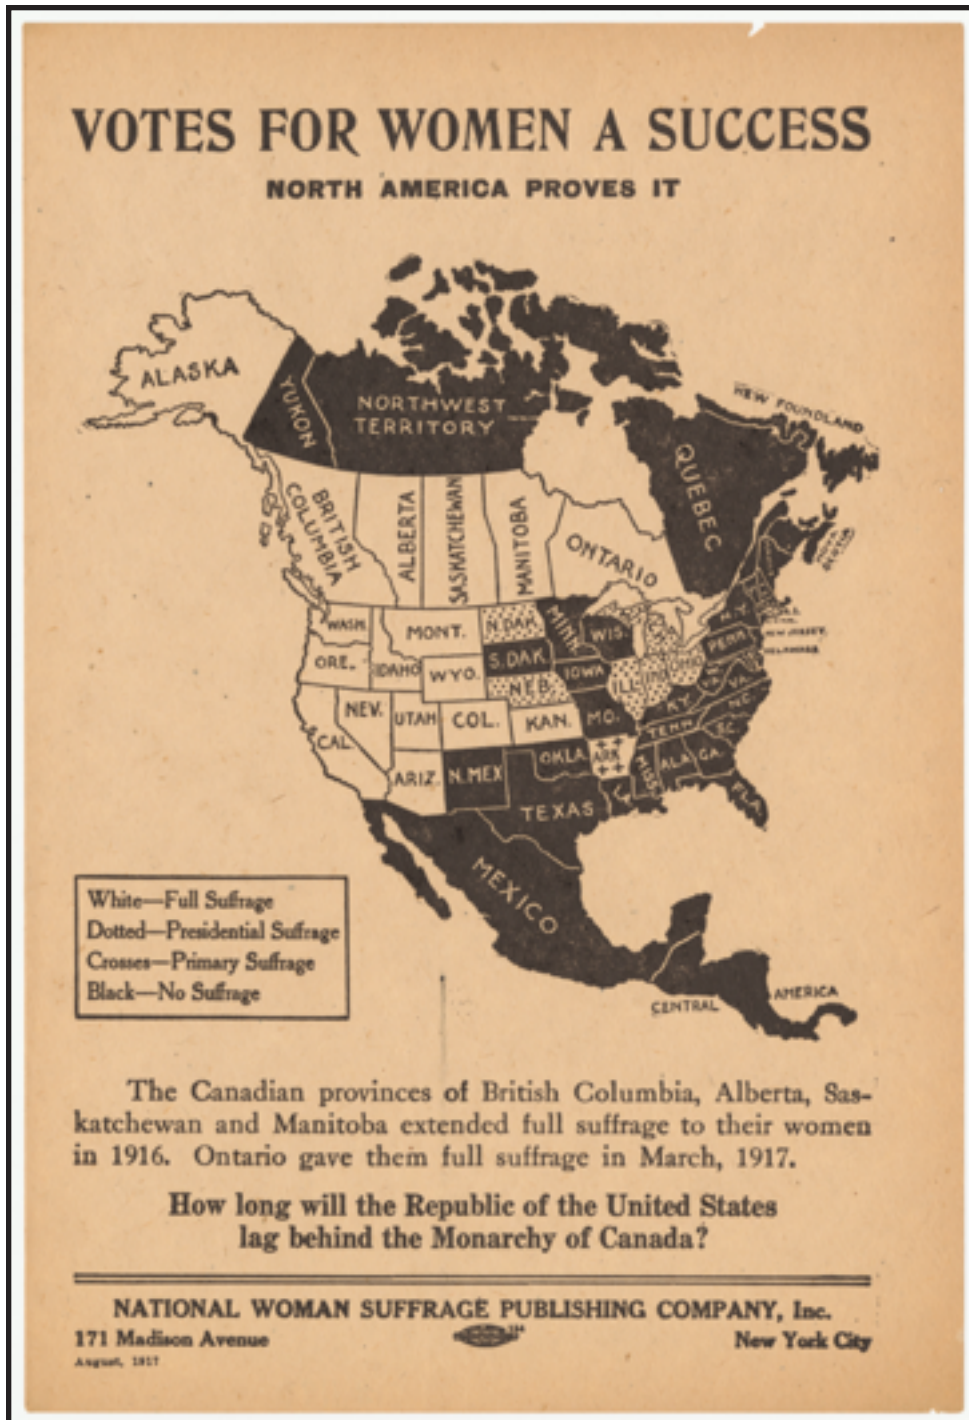 VOTES FOR WOMEN A SUCCESS
NORTH AMERICA PROVES IT
ALASKA
YUKON
NORTHWEST
TERRITORY
NEW FOUNDLAND
QUEBEC
BRITISH
COLUMBIA
ALBERTA
SASKATCHEWAN
MANITOBA
ONTARIO
NOVA
SCOTIA
WASH.
MONT.
N.DAK.
MINN.
WIS.
N.Y.
ORE.
IDAHO
WYO.
S.DAK.
IOWA
PENN.
NEW JERSEY
DELAWARE
NEB.
ILL.
IND.
OHIO
VA.
NEV.
UTAH
COL.
KAN.
MO.
KY.
N.C.
CAL.
TENN.
S.C.
ARIZ.
N.MEX
OKLA.
ARK.
MISS.
ALA.
GA.
TEXAS
FLA.
MEXICO
CENTRAL
AMERICA
White—Full Suffrage
Dotted—Presidential Suffrage
Crosses—Primary Suffrage
Black—No Suffrage
The Canadian provinces of British Columbia, Alberta, Sas-
katchewan and Manitoba extended full suffrage to their women
in 1916. Ontario gave them full suffrage in March, 1917.
How long will the Republic of the United States
lag behind the Monarchy of Canada?
NATIONAL WOMAN SUFFRAGE PUBLISHING COMPANY, Inc.
171 Madison Avenue
New York City
August, 1917